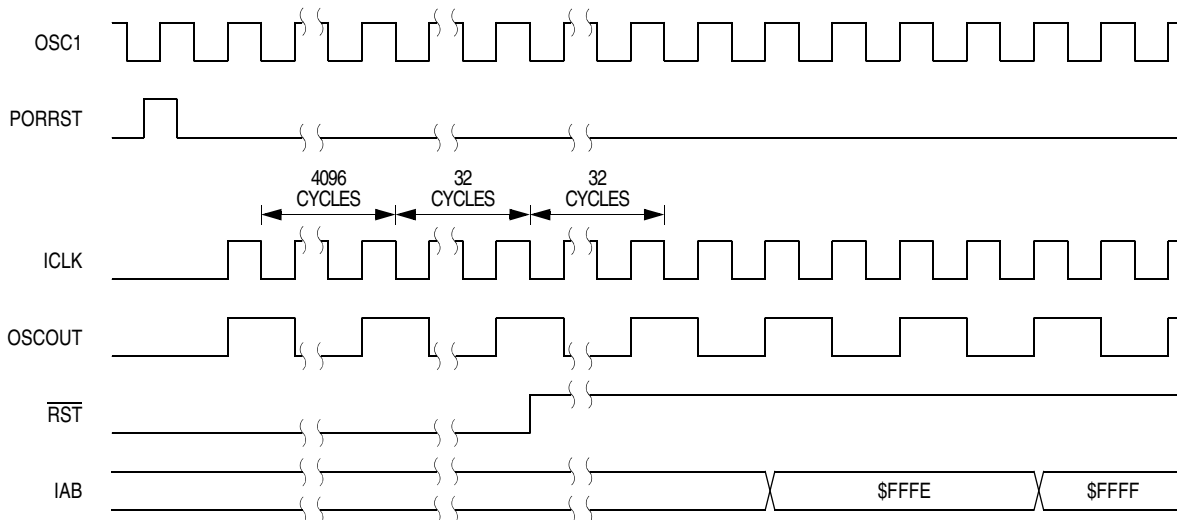 OSC1
PORRST
4096
CYCLES
32
CYCLES
32
CYCLES
ICLK
OSCOUT
RST
IAB
$FFFE
$FFFF